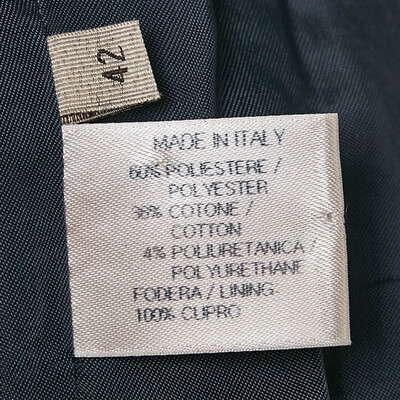 42
MADE IN ITALY
60% POLIESTERE /
POLYESTER
36% COTONE /
COTTON
4% POLIURETANICA /
POLYURETHANE
FODERA / LINING
100% CUPRO